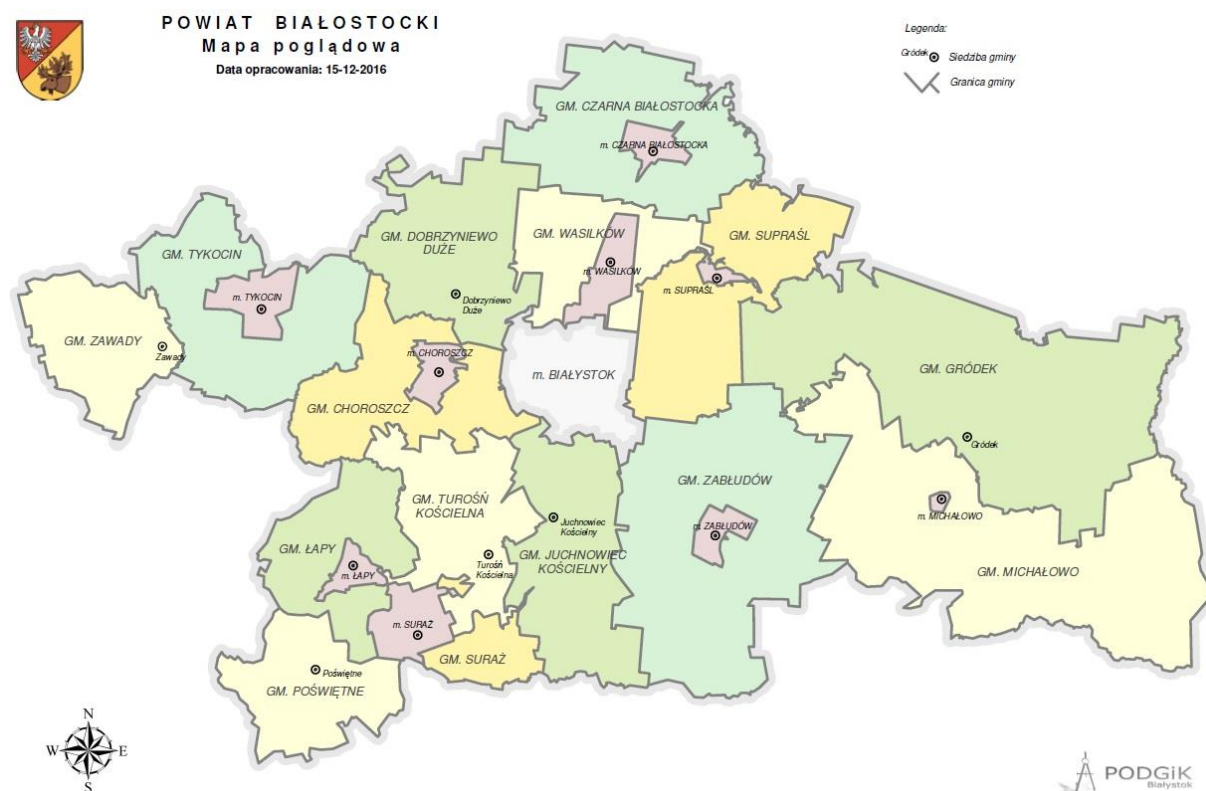 POWIAT BIAŁOSTOCKI
Mapa poglądowa
Data opracowania: 15-12-2016
Legenda:
Gródek
Siedziba gminy
Granica gminy
GM. CZARNA BIAŁOSTOCKA
m. CZARNA BIAŁOSTOCKA
GM. DOBRZYNIEWO
DUŻE
GM. WASILKÓW
GM. SUPRAŚL
GM. TYKOCIN
m. WASILKÓW
m. SUPRAŚL
m. TYKOCIN
Dobrzyniewo
Duże
GM. ZAWADY
Zawady
m. CHOROSZCZ
m. BIAŁYSTOK
GM. GRÓDEK
GM. CHOROSZCZ
Gródek
GM. ZABŁUDÓW
GM. TUROŚŃ
KOŚCIELNA
m. MICHAŁOWO
Juchnowiec
Kościelny
m. ZABŁUDÓW
GM. ŁAPY
GM. JUCHNOWIEC
KOŚCIELNY
Turośń
Kościelna
m. ŁAPY
GM. MICHAŁOWO
m. SURAŻ
GM. SURAŻ
Poświętne
GM. POŚWIĘTNE
N
W
E
S
PODGiK
Białystok